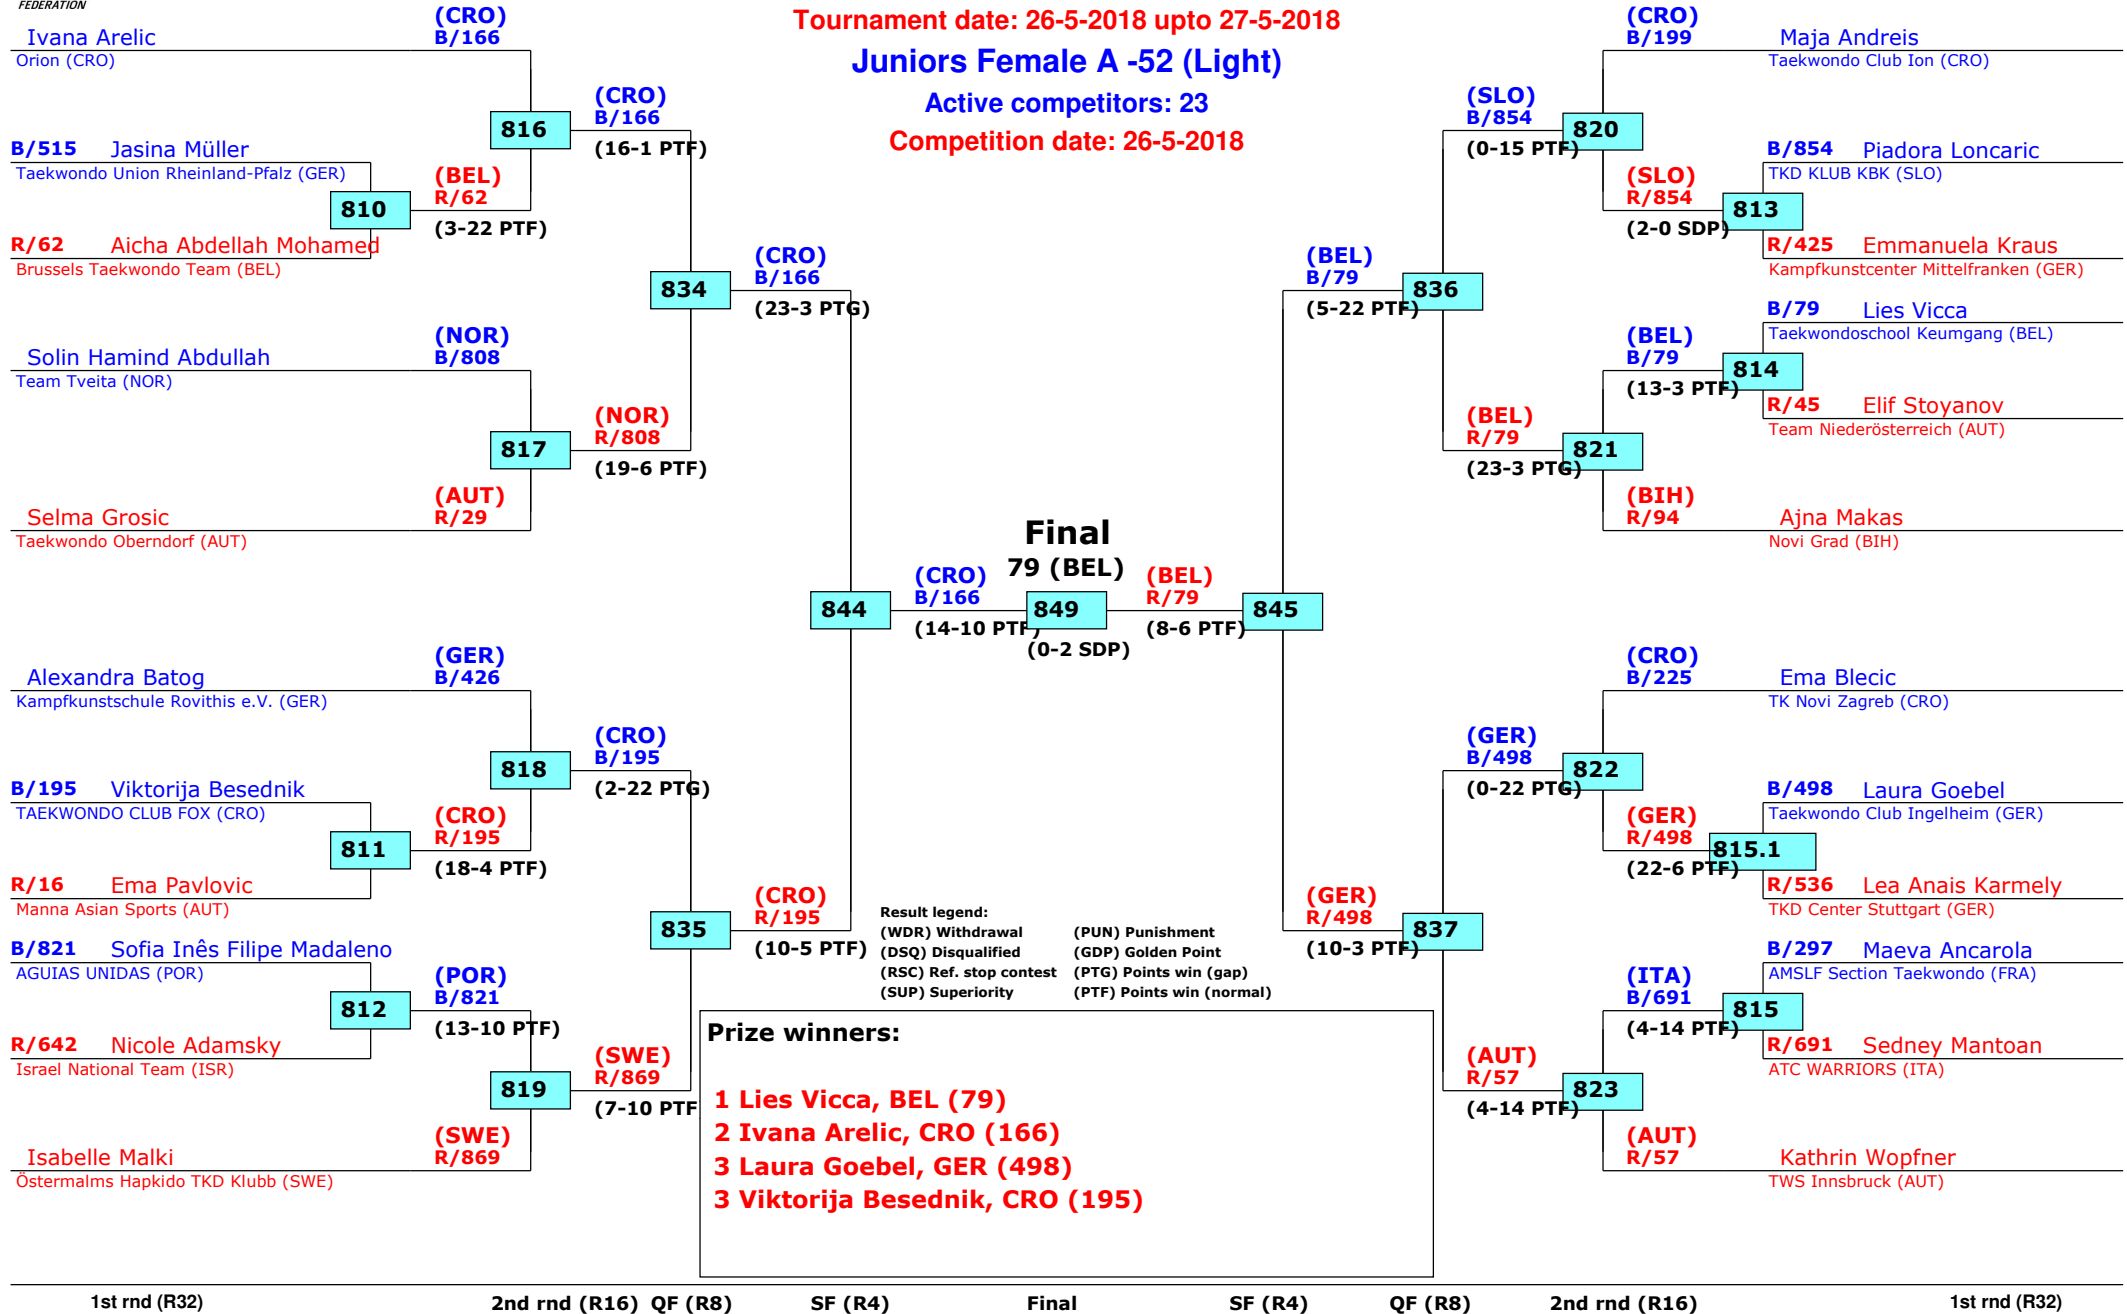 FEDERATION
Tournament date: 26-5-2018 upto 27-5-2018
Juniors Female A -52 (Light)
Active competitors: 23
Competition date: 26-5-2018
Ivana Arelic
Orion (CRO)
(CRO)
B/166
B/515 Jasina Müller
Taekwondo Union Rheinland-Pfalz (GER)
R/62 Aicha Abdellah Mohamed
Brussels Taekwondo Team (BEL)
810
(BEL)
R/62
(3-22 PTF)
816
(CRO)
B/166
(16-1 PTF)
Solin Hamind Abdullah
Team Tveita (NOR)
(NOR)
B/808
Selma Grosic
Taekwondo Oberndorf (AUT)
(AUT)
R/29
817
(NOR)
R/808
(19-6 PTF)
834
(CRO)
B/166
(23-3 PTG)
Alexandra Batog
Kampfkunstschule Rovithis e.V. (GER)
(GER)
B/426
B/195 Viktorija Besednik
TAEKWONDO CLUB FOX (CRO)
R/16 Ema Pavlovic
Manna Asian Sports (AUT)
811
(CRO)
R/195
(18-4 PTF)
818
(CRO)
B/195
(2-22 PTG)
B/821 Sofia Inês Filipe Madaleno
AGUIAS UNIDAS (POR)
R/642 Nicole Adamsky
Israel National Team (ISR)
812
(POR)
B/821
(13-10 PTF)
Isabelle Malki
Östermalms Hapkido TKD Klubb (SWE)
(SWE)
R/869
819
(SWE)
R/869
(7-10 PTF
835
(CRO)
R/195
(10-5 PTF)
844
(CRO)
B/166
(14-10 PTF)
Final
79 (BEL)
849
(0-2 SDP)
(BEL)
R/79
(8-6 PTF)
845
(BEL)
B/79
(5-22 PTF)
836
(SLO)
B/854
(0-15 PTF)
820
(CRO)
B/199
Maja Andreis
Taekwondo Club Ion (CRO)
(SLO)
R/854
(2-0 SDP)
813
B/854 Piadora Loncaric
TKD KLUB KBK (SLO)
R/425 Emmanuela Kraus
Kampfkunstcenter Mittelfranken (GER)
(BEL)
R/79
(23-3 PTG)
821
(BEL)
B/79
(13-3 PTF)
814
B/79 Lies Vicca
Taekwondoschool Keumgang (BEL)
R/45 Elif Stoyanov
Team Niederösterreich (AUT)
(BIH)
R/94
Ajna Makas
Novi Grad (BIH)
(GER)
R/498
(10-3 PTF)
837
(GER)
B/498
(0-22 PTG)
822
(CRO)
B/225
Ema Blecic
TK Novi Zagreb (CRO)
(GER)
R/498
(22-6 PTF)
815.1
B/498 Laura Goebel
Taekwondo Club Ingelheim (GER)
R/536 Lea Anais Karmely
TKD Center Stuttgart (GER)
(AUT)
R/57
(4-14 PTF)
823
(ITA)
B/691
(4-14 PTF)
815
B/297 Maeva Ancarola
AMSLF Section Taekwondo (FRA)
R/691 Sedney Mantoan
ATC WARRIORS (ITA)
(AUT)
R/57
Kathrin Wopfner
TWS Innsbruck (AUT)
Result legend:
(WDR) Withdrawal (PUN) Punishment
(DSQ) Disqualified (GDP) Golden Point
(RSC) Ref. stop contest (PTG) Points win (gap)
(SUP) Superiority (PTF) Points win (normal)
Prize winners:
1 Lies Vicca, BEL (79)
2 Ivana Arelic, CRO (166)
3 Laura Goebel, GER (498)
3 Viktorija Besednik, CRO (195)
1st rnd (R32) 2nd rnd (R16) QF (R8) SF (R4) Final SF (R4) QF (R8) 2nd rnd (R16) 1st rnd (R32)